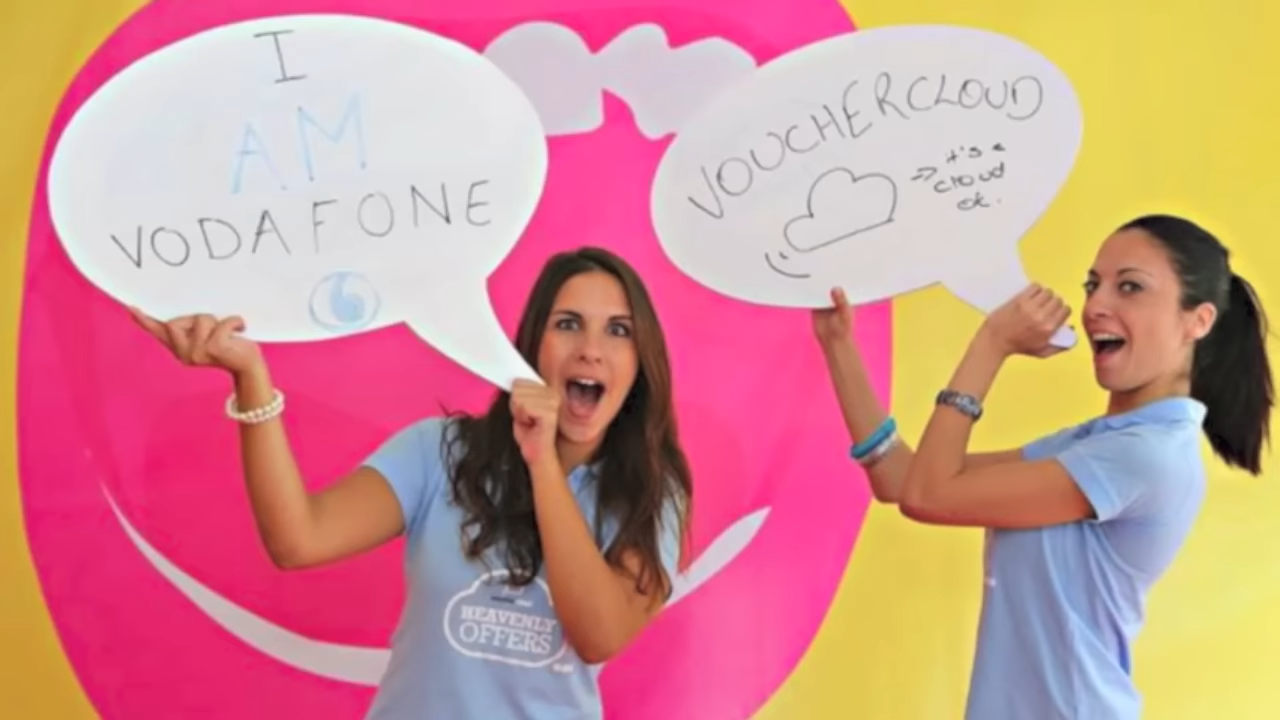 I
AM
VODAFONE
VOUCHERCLOUD
=> it's a
cloud
ok.
HEAVENLY
OFFERS